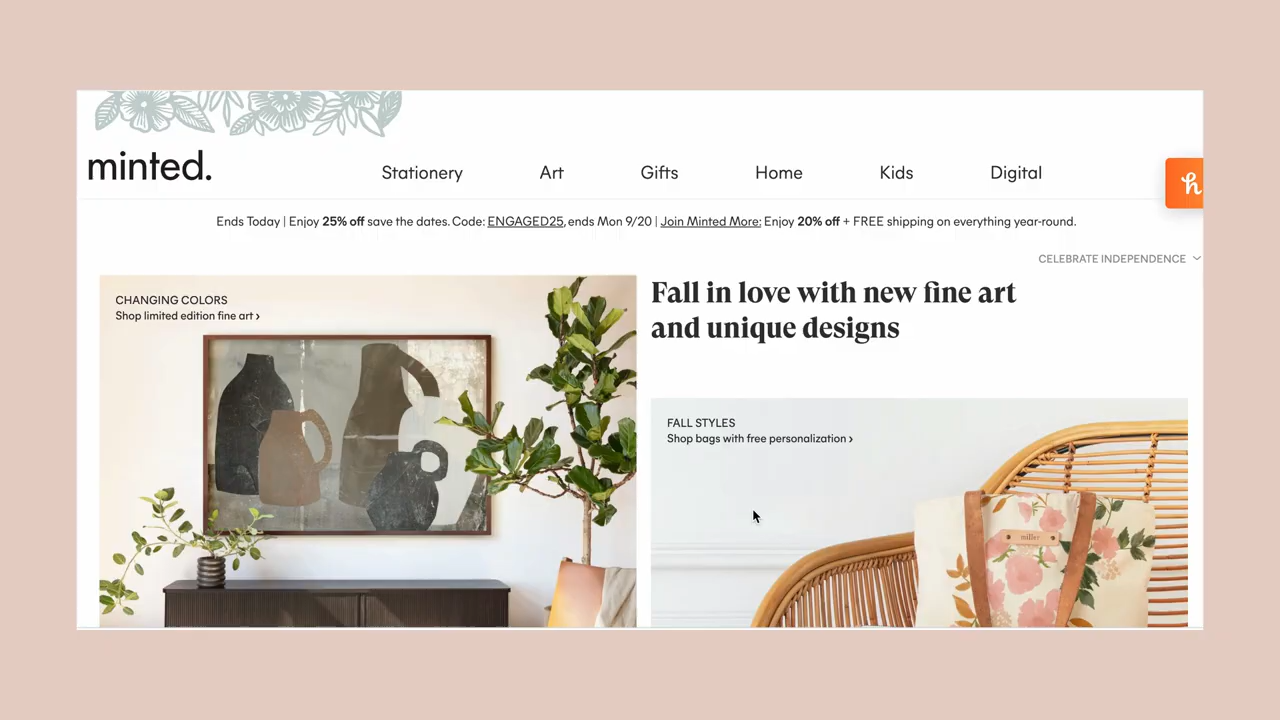 minted.
Stationery
Art
Gifts
Home
Kids
Digital
h
Ends Today | Enjoy 25% off save the dates. Code: ENGAGED25, ends Mon 9/20 | Join Minted More: Enjoy 20% off + FREE shipping on everything year-round.
CELEBRATE INDEPENDENCE
CHANGING COLORS
Shop limited edition fine art ›
Fall in love with new fine art
and unique designs
FALL STYLES
Shop bags with free personalization ›
miller